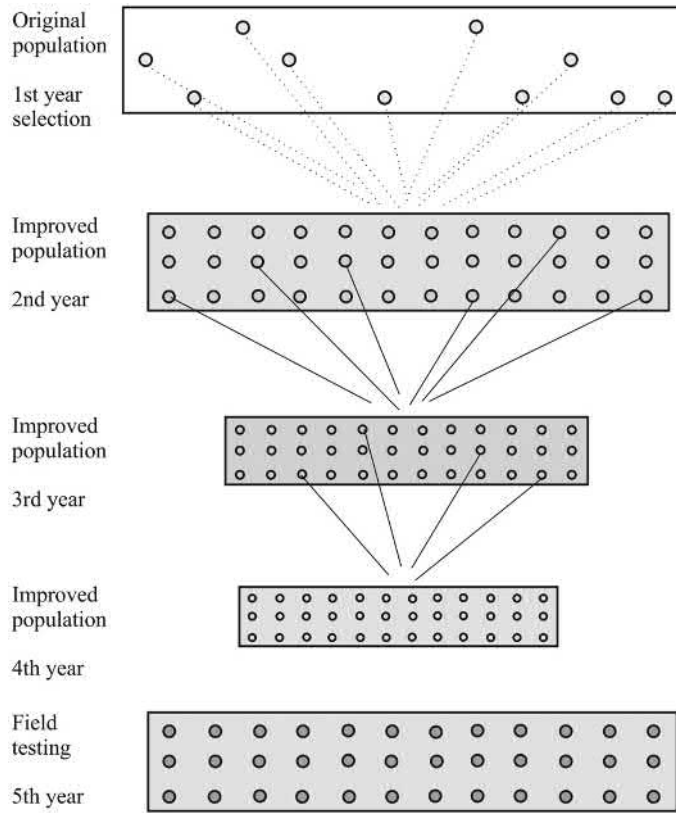 Original
population
1st year
selection
Improved
population
2nd year
Improved
population
3rd year
Improved
population
4th year
Field
testing
5th year